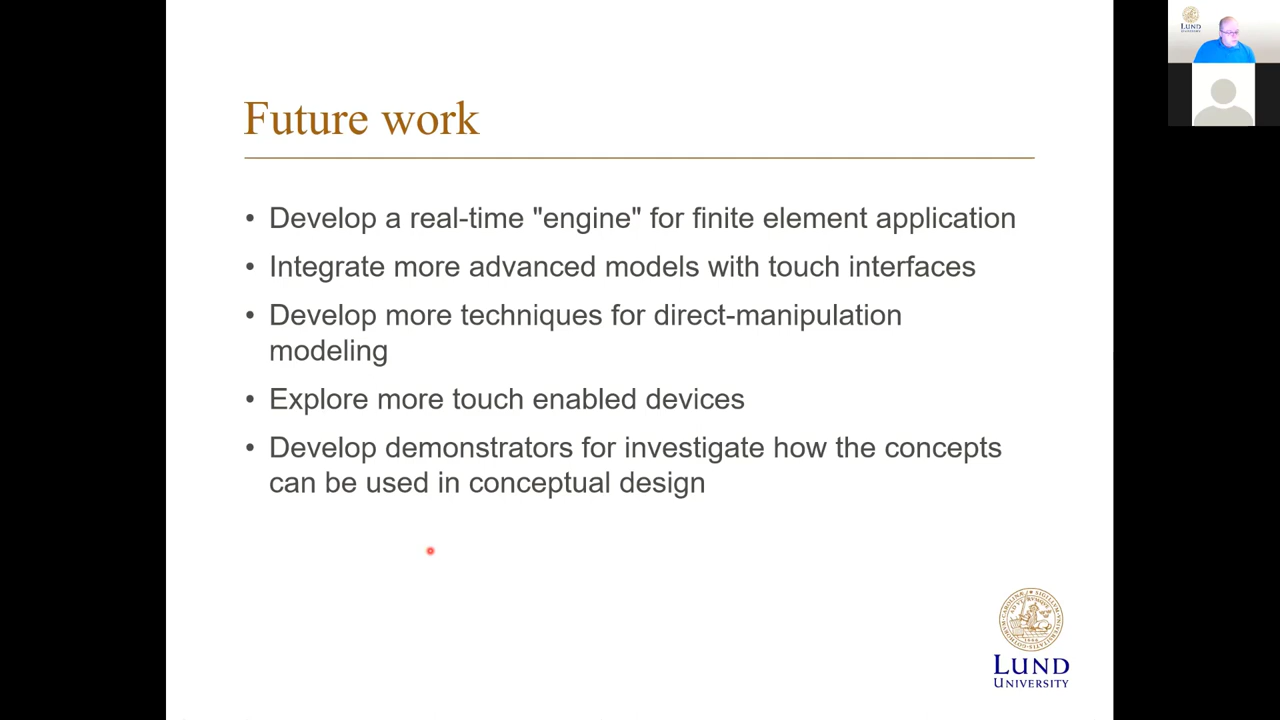 Future work
• Develop a real-time "engine" for finite element application
• Integrate more advanced models with touch interfaces
• Develop more techniques for direct-manipulation
modeling
• Explore more touch enabled devices
• Develop demonstrators for investigate how the concepts
can be used in conceptual design
LUND
UNIVERSITY
LUND